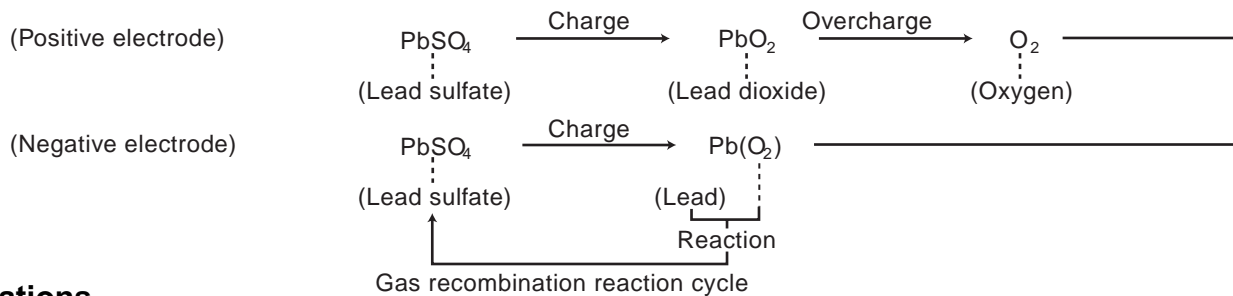 (Positive electrode) PbSO₄ Charge PbO₂ Overcharge O₂
(Lead sulfate) (Lead dioxide) (Oxygen)
(Negative electrode) PbSO₄ Charge Pb(O₂)
(Lead sulfate) (Lead)
Reaction
Gas recombination reaction cycle